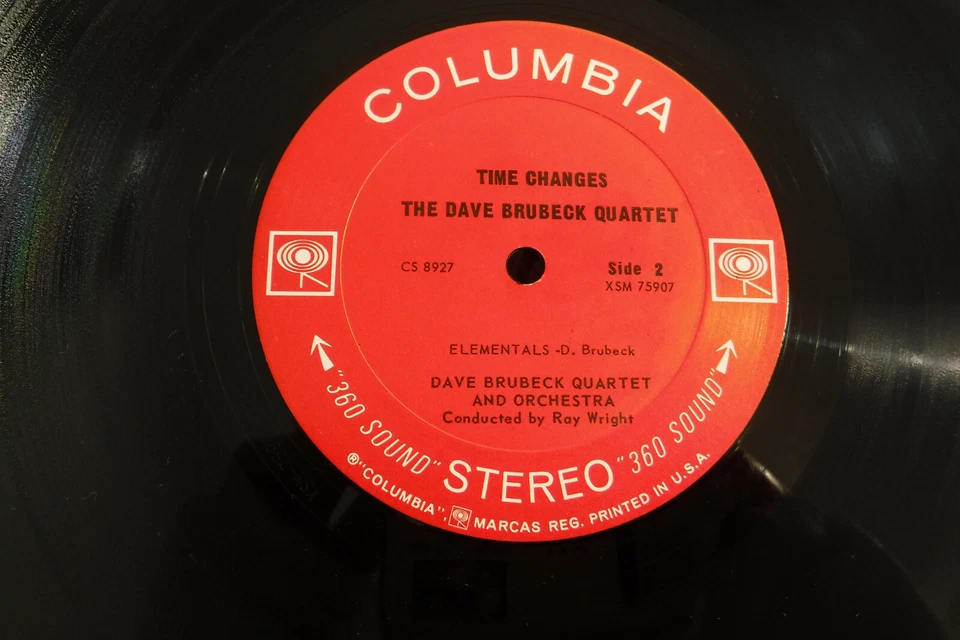 COLUMBIA
TIME CHANGES
THE DAVE BRUBECK QUARTET
CS 8927
Side 2
XSM 75907
ELEMENTALS -D. Brubeck
DAVE BRUBECK QUARTET
AND ORCHESTRA
Conducted by Ray Wright
"360 SOUND" STEREO "360 SOUND"
®"COLUMBIA", MARCAS REG. PRINTED IN U.S.A.